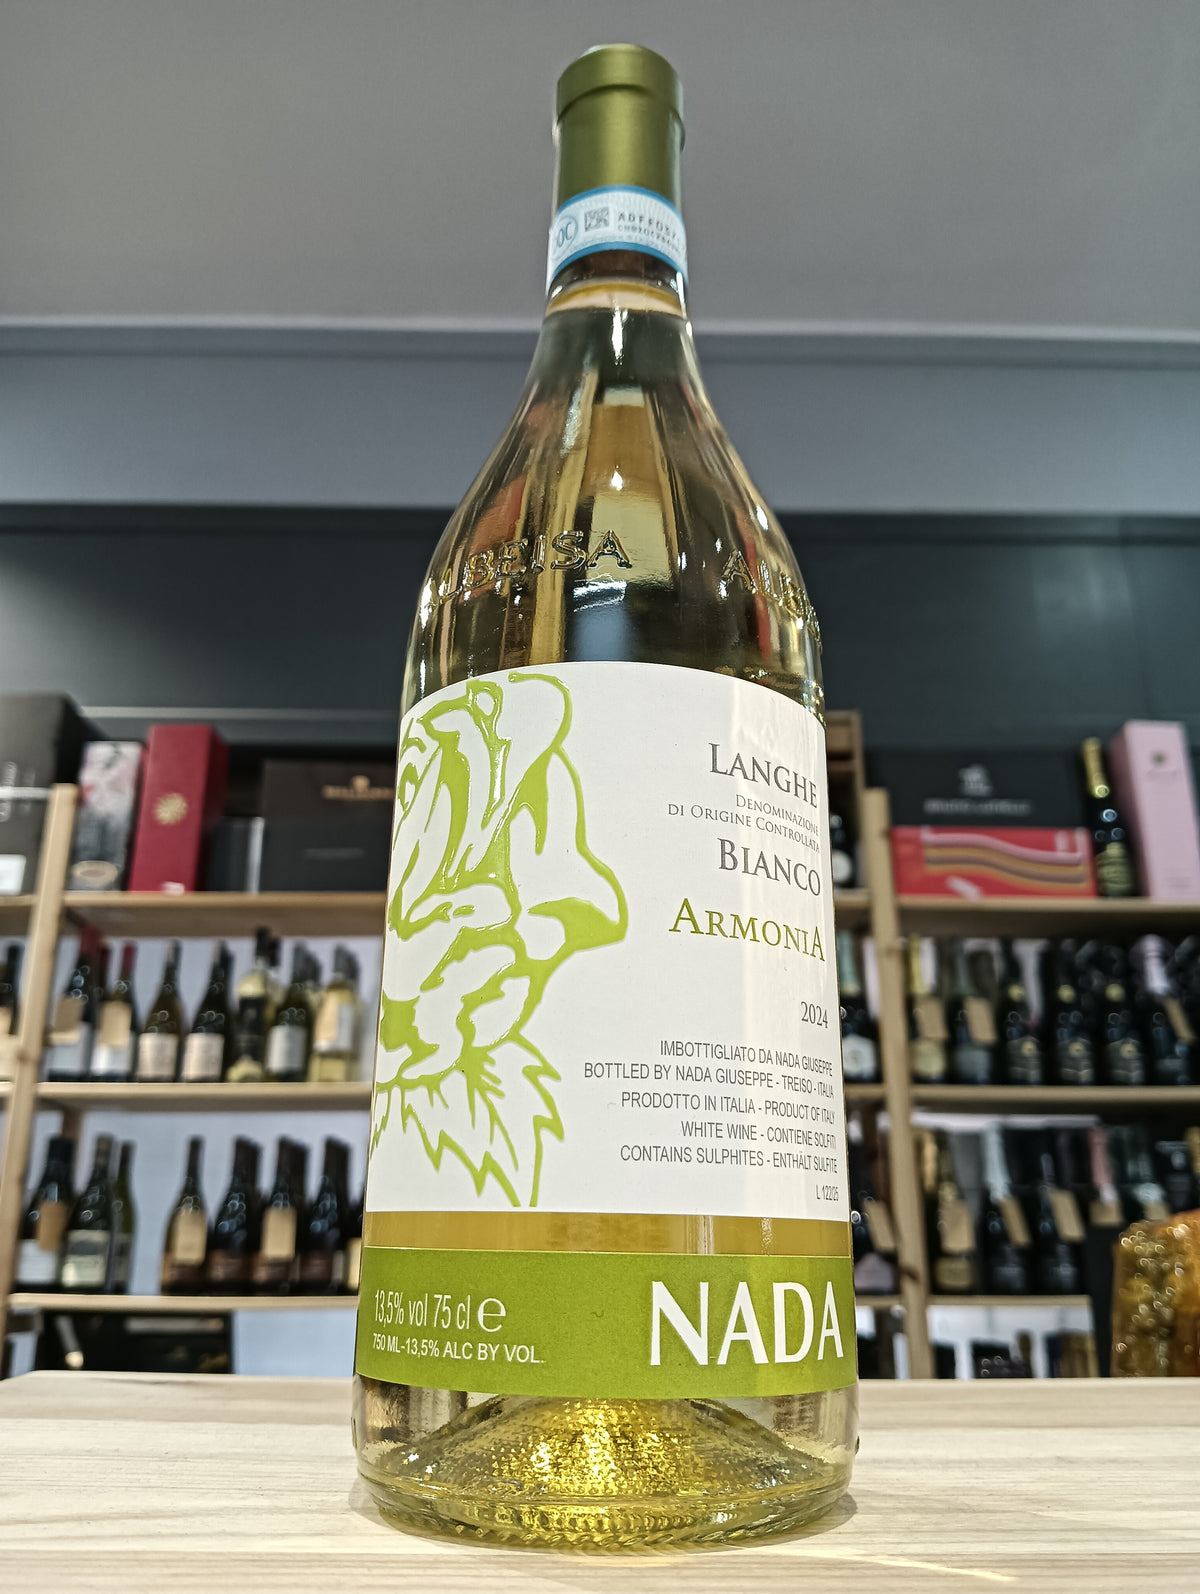 ALBEISA
LANGHE
DENOMINAZIONE
DI ORIGINE CONTROLLATA
BIANCO
ARMONIA
2024
IMBOTTIGLIATO DA NADA GIUSEPPE
BOTTLED BY NADA GIUSEPPE - TREISO - ITALIA
PRODOTTO IN ITALIA - PRODUCT OF ITALY
WHITE WINE - CONTIENE SOLFITI
CONTAINS SULPHITES - ENTHÄLT SULFITE
L 122/25
13,5% vol 75 cl e
750 ML-13,5% ALC BY VOL.
NADA